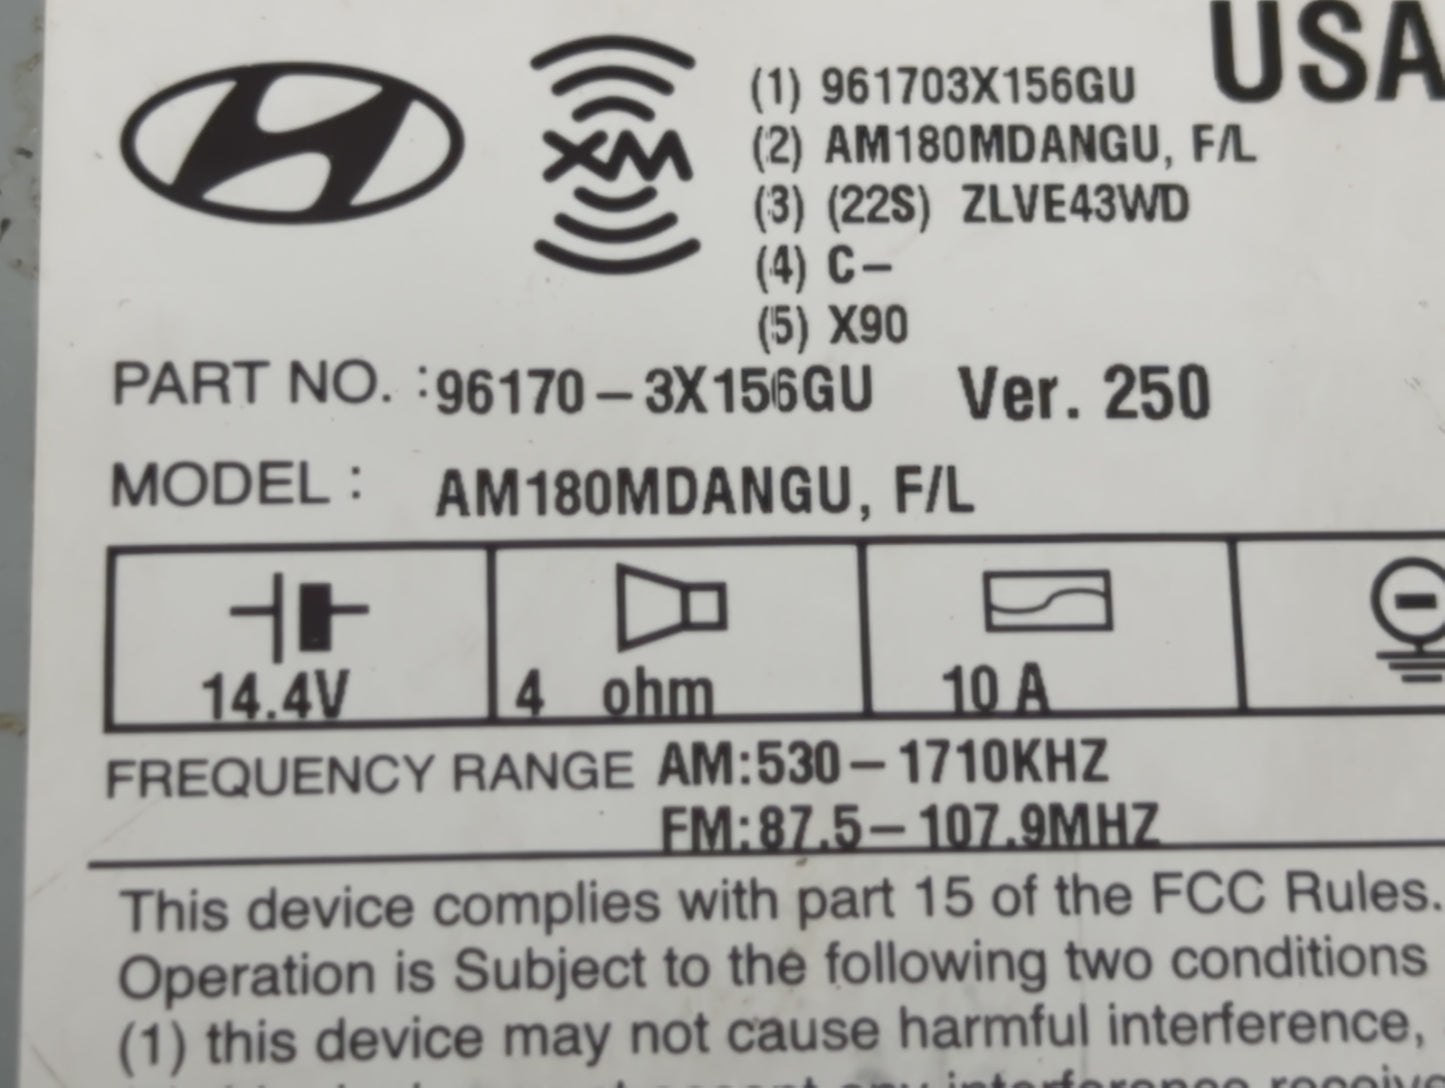 USA
XM
(1) 961703X156GU
(2) AM180MDANGU, F/L
(3) (22S) ZLVE43WD
(4) C-
(5) X90
PART NO. : 96170-3X156GU Ver. 250
MODEL : AM180MDANGU, F/L
14.4V 4 ohm 10 A
FREQUENCY RANGE AM:530-1710KHZ
FM:87.5-107.9MHZ
This device complies with part 15 of the FCC Rules.
Operation is Subject to the following two conditions
(1) this device may not cause harmful interference,
any interference